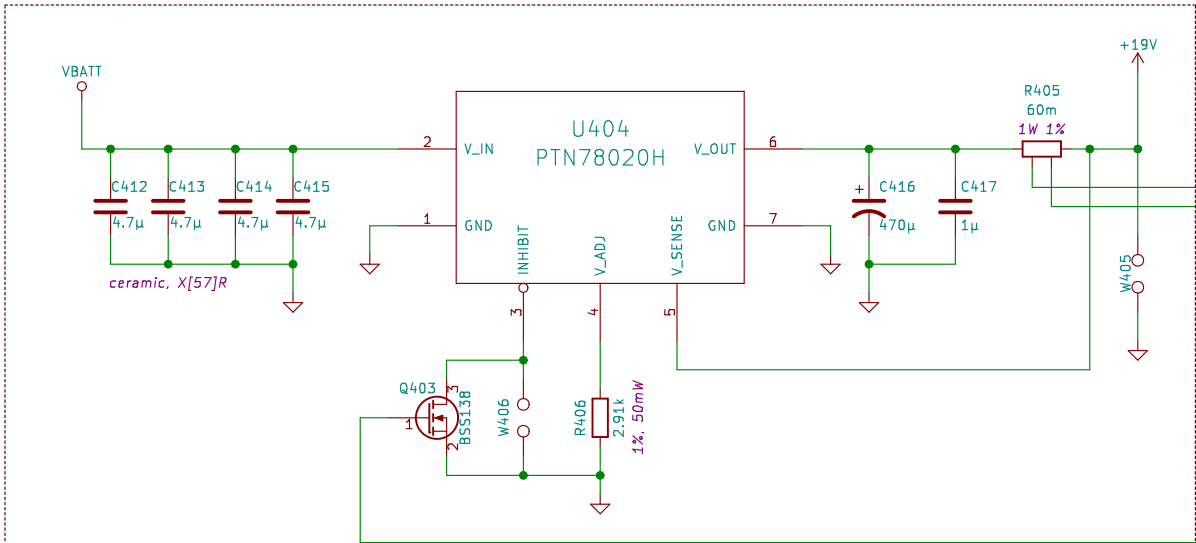 +19V
VBATT
R405
60m
1W 1%
U404
PTN78020H
2
V_IN
V_OUT
6
C412
C413
C414
C415
4.7µ
4.7µ
4.7µ
4.7µ
+
C416
470µ
C417
1µ
1
GND
GND
7
INHIBIT
V_ADJ
V_SENSE
ceramic, X[57]R
W405
3
4
5
Q403
3
BSS138
1
2
W406
R406
2.91k
1%, 50mW